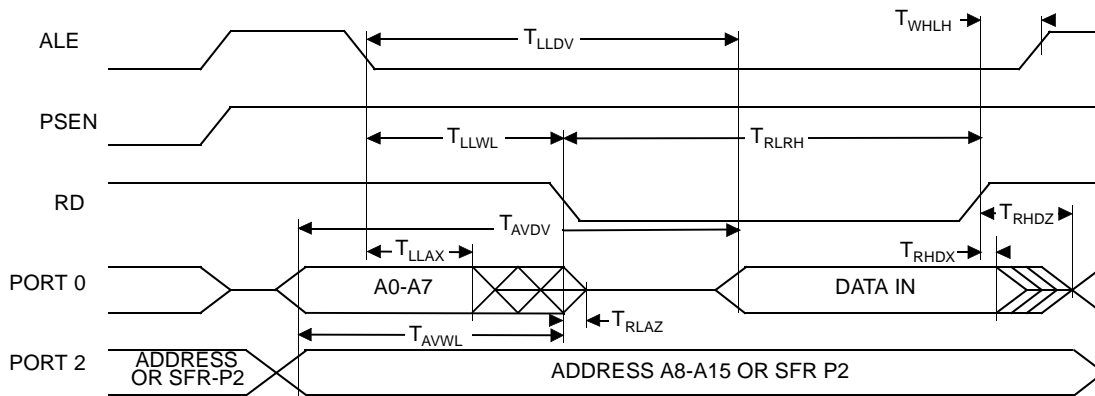 ALE
T_LLDV
T_WHLH
PSEN
T_LLWL
T_RLRH
RD
T_AVDV
T_RHDZ
T_LLAX
T_RHDX
PORT 0
A0-A7
DATA IN
T_RLAZ
T_AVWL
PORT 2
ADDRESS
OR SFR-P2
ADDRESS A8-A15 OR SFR P2